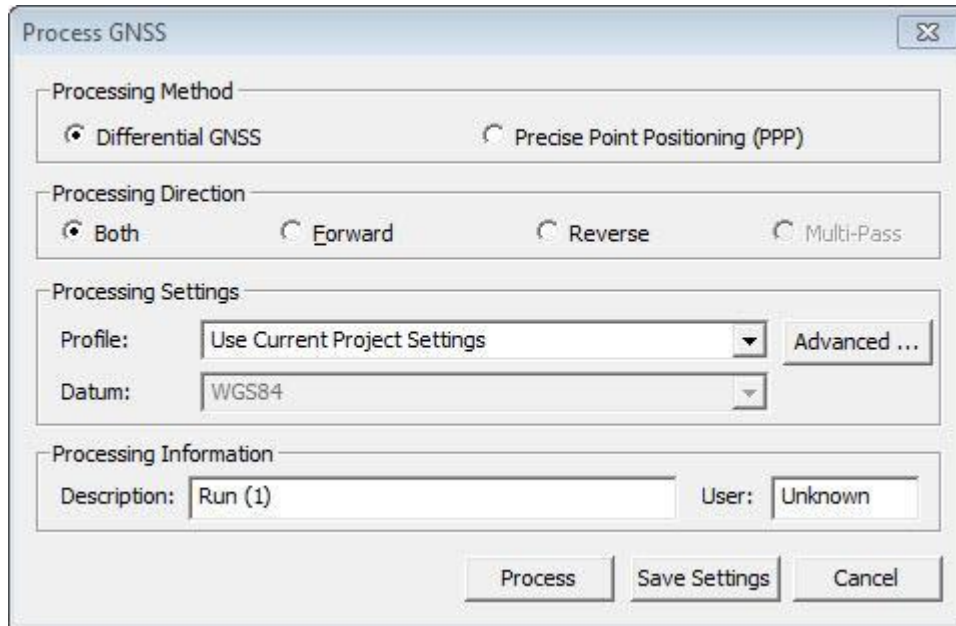 Process GNSS
Processing Method
Differential GNSS Precise Point Positioning (PPP)
Processing Direction
Both Forward Reverse Multi-Pass
Processing Settings
Profile: Use Current Project Settings Advanced ...
Datum: WGS84
Processing Information
Description: Run (1) User: Unknown
Process Save Settings Cancel